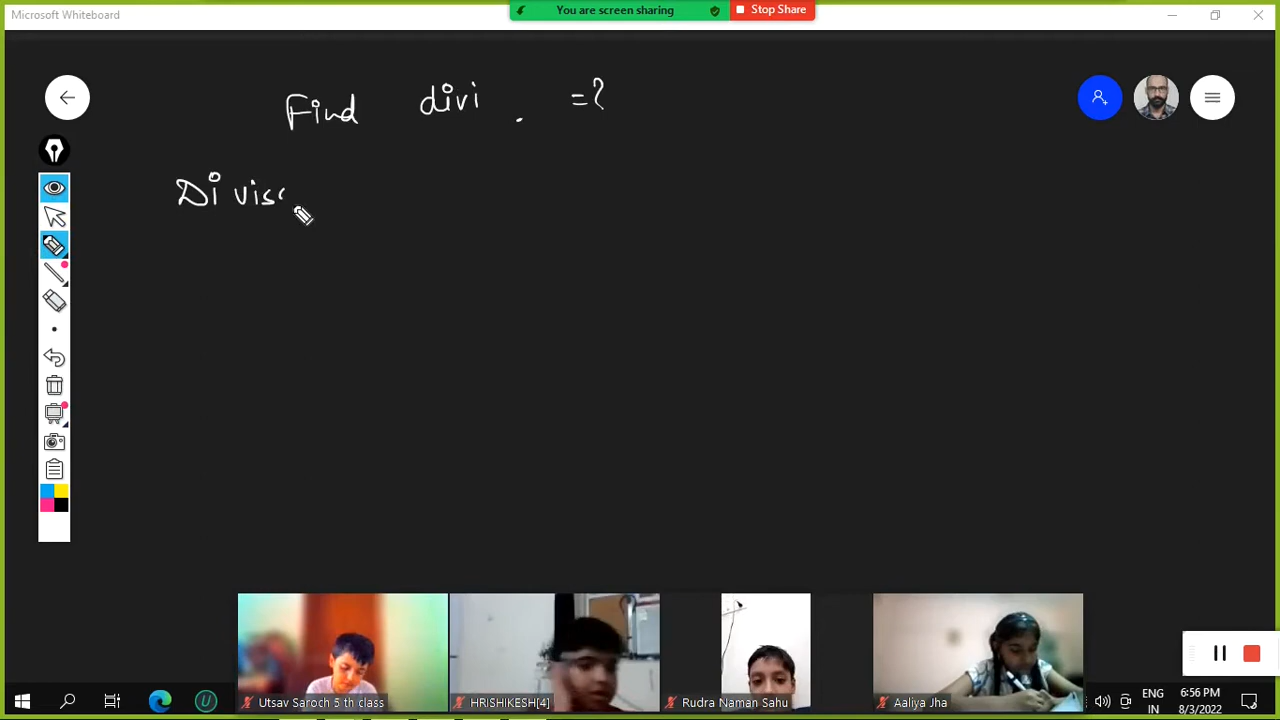 Microsoft Whiteboard
You are screen sharing
Stop Share
Find divi . =?
Divis
Utsav Saroch 5 th class
HRISHIKESH[4]
Rudra Naman Sahu
Aaliya Jha
ENG
IN
6:56 PM
8/3/2022